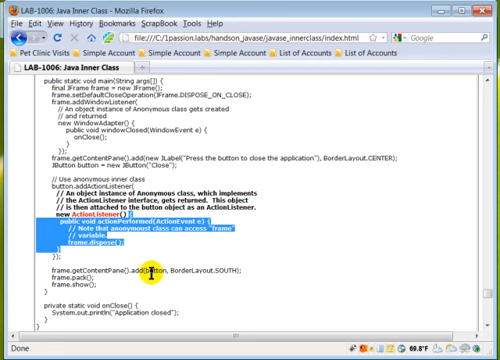 LAB-1006: Java Inner Class - Mozilla Firefox
File Edit View History Bookmarks ScrapBook Tools Help
file:///C:/1passion.labs/handson_javase/javase_innerclass/index.html
Google
Pet Clinic Visits Simple Account Simple Account List of Accounts List of Accounts
LAB-1006: Java Inner Class
public static void main(String args[]) {
final JFrame frame = new JFrame();
frame.setDefaultCloseOperation(JFrame.DISPOSE_ON_CLOSE);
frame.addWindowListener(
// An object instance of Anonymous class gets created
// and returned
new WindowAdapter() {
public void windowClosed(WindowEvent e) {
onClose();
}
});
frame.getContentPane().add(new JLabel("Press the button to close the application"), BorderLayout.CENTER);
JButton button = new JButton("Close");
// Use anonymous inner class
button.addActionListener(
// An object instance of Anonymous class, which implements
// the ActionListener interface, gets returned. This object
// is then attached to the button object as an ActionListener.
new ActionListener() {
public void actionPerformed(ActionEvent e) {
// Note that anonymoust class can access "frame"
// variable.
frame.dispose();
}
});
frame.getContentPane().add(button, BorderLayout.SOUTH);
frame.pack();
frame.show();
}
private static void onClose() {
System.out.println("Application closed");
}
}
Done
69.8°F